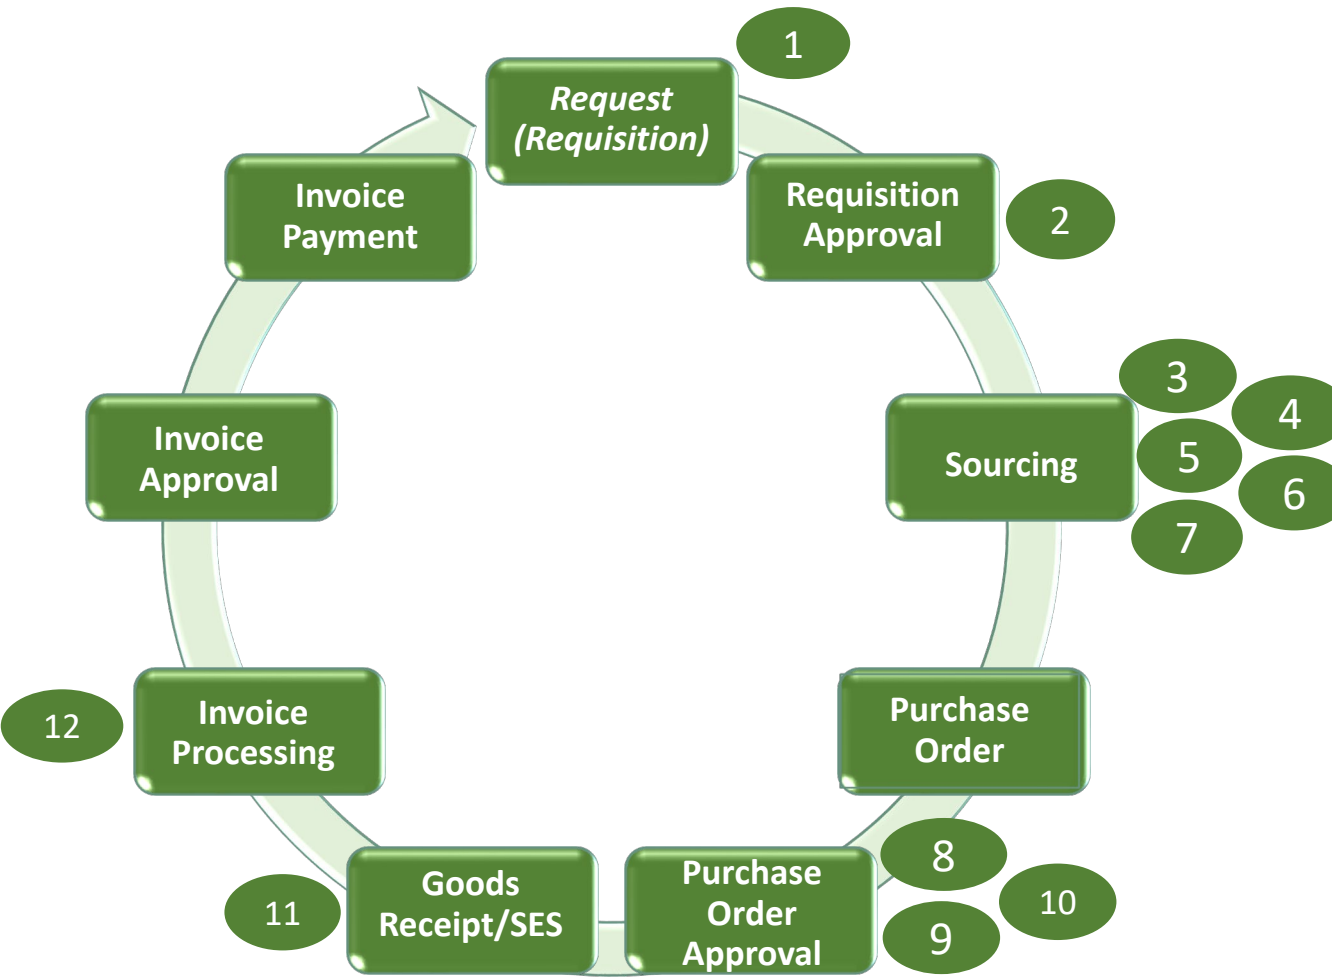 1
Request
(Requisition)
Requisition
Approval
2
3
4
Sourcing
5
6
7
Purchase
Order
8
10
9
Purchase
Order
Approval
Goods
Receipt/SES
11
Invoice
Processing
12
Invoice
Approval
Invoice
Payment